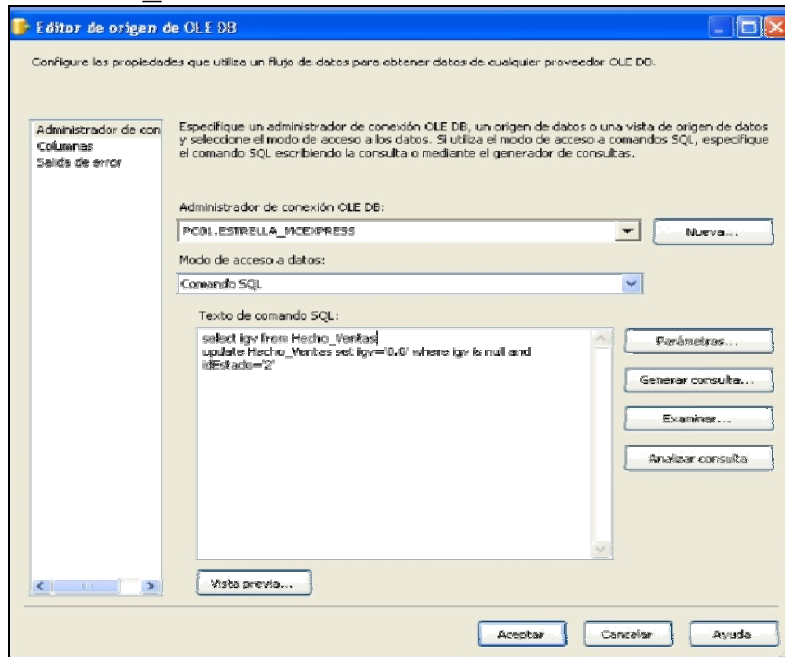 Editor de origen de OLE DB
Configure las propiedades que utiliza un flujo de datos para obtener datos de cualquier proveedor OLE DB.
Administrador de con
Columnas
Salida de error
Especifique un administrador de conexión OLE DB, un origen de datos o una vista de origen de datos
y seleccione el modo de acceso a los datos. Si utiliza el modo de acceso a comandos SQL, especifique
el comando SQL escribiendo la consulta o mediante el generador de consultas.
Administrador de conexión OLE DB:
PC01.ESTRELLA_MCEXPRESS
Nueva...
Modo de acceso a datos:
Comando SQL
Texto de comando SQL:
select igv from Hecho_Ventas
update Hecho_Ventas set igv='0.0' where igv is null and
idEstado='2'
Parámetros...
Generar consulta...
Examinar...
Analizar consulta
Vista previa...
Aceptar
Cancelar
Ayuda